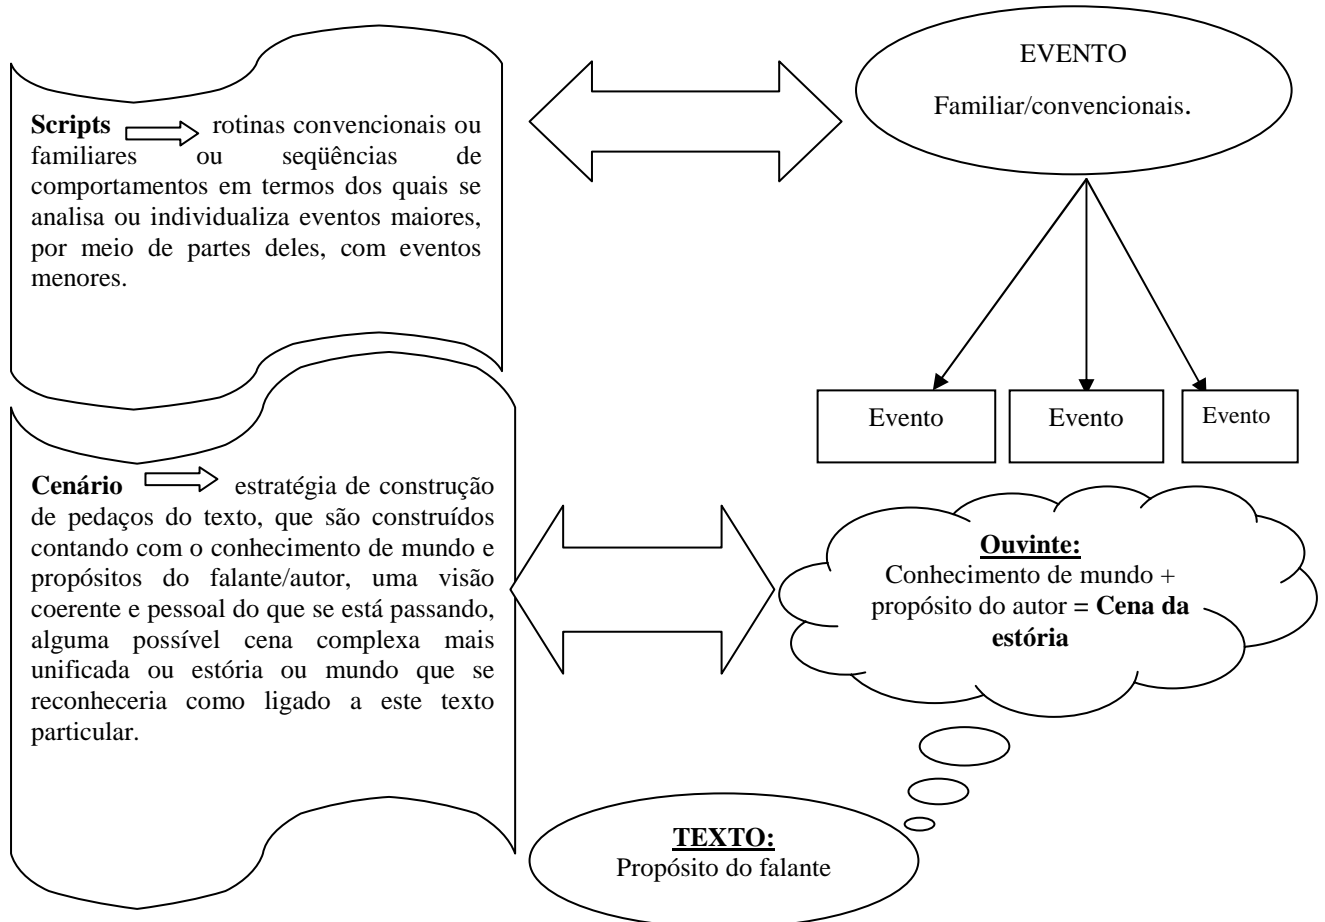 Scripts rotinas convencionais ou
familiares ou seqüências de
comportamentos em termos dos quais se
analisa ou individualiza eventos maiores,
por meio de partes deles, com eventos
menores.
EVENTO
Familiar/convencionais.
Evento
Evento
Evento
Cenário estratégia de construção
de pedaços do texto, que são construídos
contando com o conhecimento de mundo e
propósitos do falante/autor, uma visão
coerente e pessoal do que se está passando,
alguma possível cena complexa mais
unificada ou estória ou mundo que se
reconheceria como ligado a este texto
particular.
Ouvinte:
Conhecimento de mundo +
propósito do autor = Cena da
estória
TEXTO:
Propósito do falante